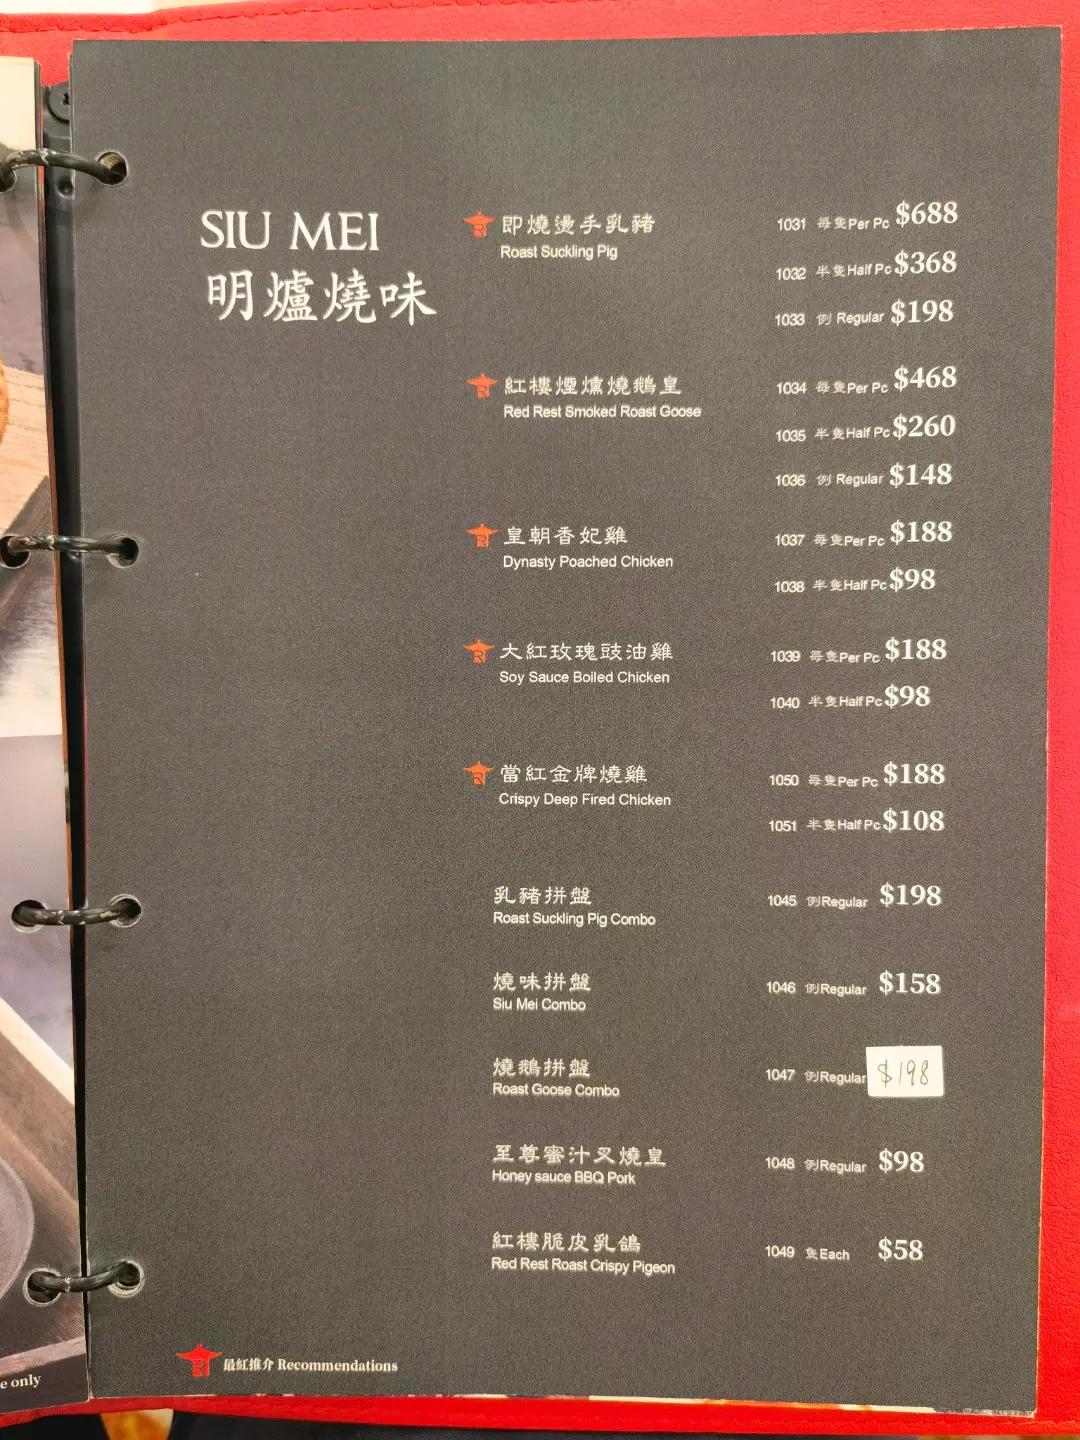 SIU MEI
明爐燒味
即燒燙手乳豬 1031 每隻Per Pc $688
Roast Suckling Pig
1032 半隻Half Pc $368
1033 例 Regular $198
紅樓煙燻燒鵝皇 1034 每隻Per Pc $468
Red Rest Smoked Roast Goose
1035 半隻Half Pc $260
1036 例 Regular $148
皇朝香妃雞 1037 每隻Per Pc $188
Dynasty Poached Chicken
1038 半隻Half Pc $98
大紅玫瑰豉油雞 1039 每隻Per Pc $188
Soy Sauce Boiled Chicken
1040 半隻Half Pc $98
當紅金牌燒雞 1050 每隻Per Pc $188
Crispy Deep Fired Chicken
1051 半隻Half Pc $108
乳豬拼盤 1045 例Regular $198
Roast Suckling Pig Combo
燒味拼盤 1046 例Regular $158
Siu Mei Combo
燒鵝拼盤 1047 例Regular $198
Roast Goose Combo
至尊蜜汁叉燒皇 1048 例Regular $98
Honey sauce BBQ Pork
紅樓脆皮乳鴿 1049 隻Each $58
Red Rest Roast Crispy Pigeon
最紅推介 Recommendations
e only